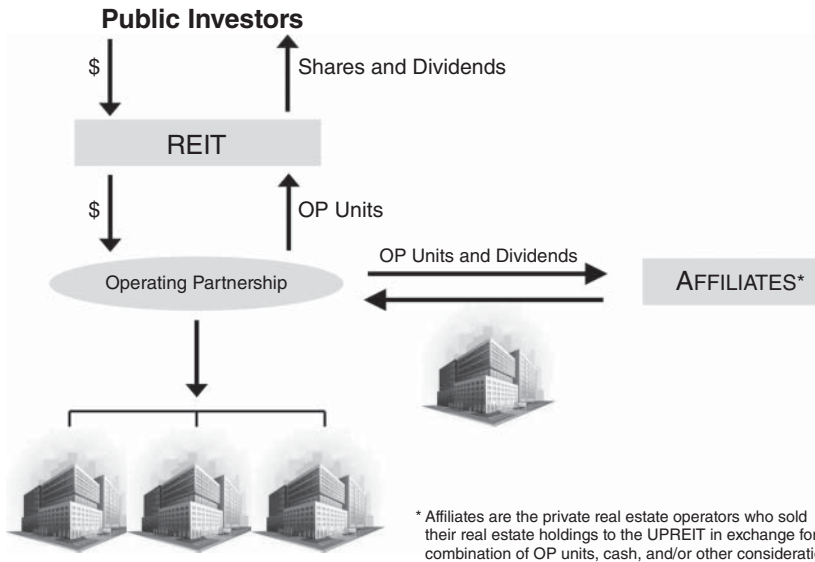 Public Investors
$
Shares and Dividends
REIT
$
OP Units
Operating Partnership
OP Units and Dividends
AFFILIATES*
* Affiliates are the private real estate operators who sold
their real estate holdings to the UPREIT in exchange for
combination of OP units, cash, and/or other